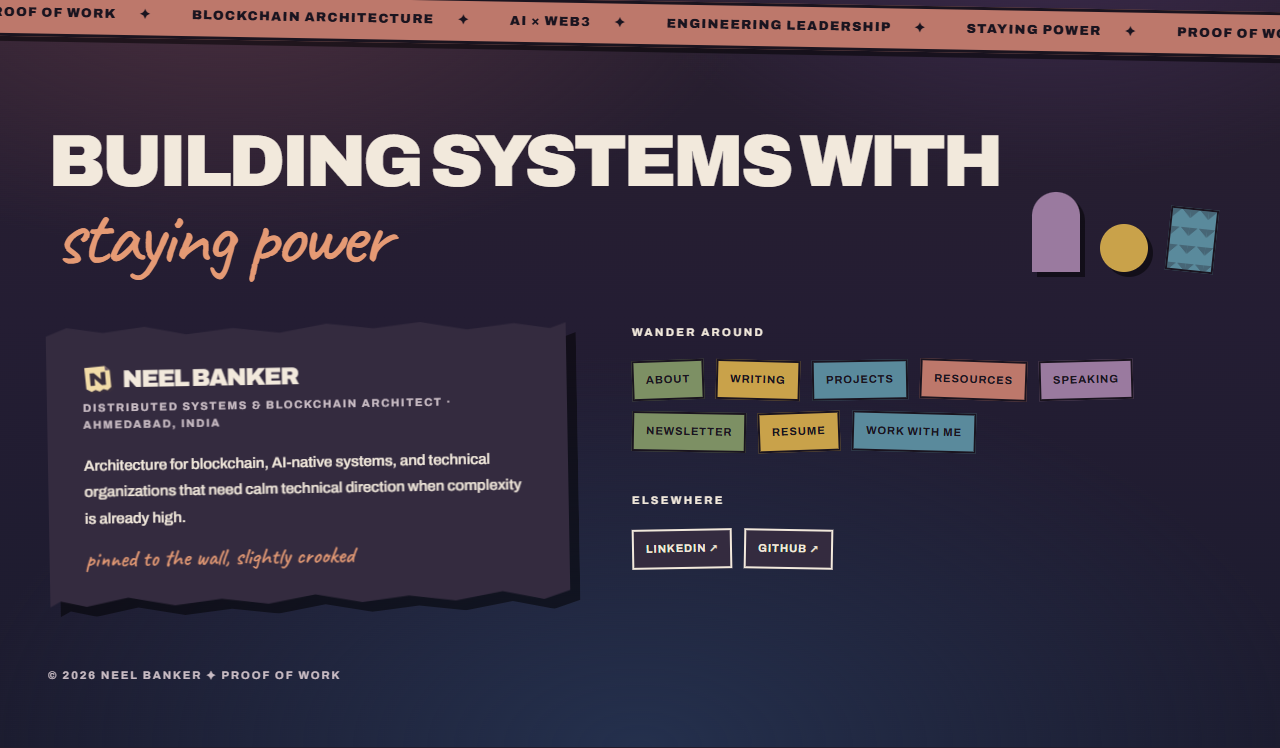 PROOF OF WORK ✦ BLOCKCHAIN ARCHITECTURE ✦ AI × WEB3 ✦ ENGINEERING LEADERSHIP ✦ STAYING POWER ✦ PROOF OF WO
BUILDING SYSTEMS WITH
staying power
NEEL BANKER
DISTRIBUTED SYSTEMS & BLOCKCHAIN ARCHITECT ·
AHMEDABAD, INDIA
Architecture for blockchain, AI-native systems, and technical
organizations that need calm technical direction when complexity
is already high.
pinned to the wall, slightly crooked
WANDER AROUND
ABOUT WRITING PROJECTS RESOURCES SPEAKING
NEWSLETTER RESUME WORK WITH ME
ELSEWHERE
LINKEDIN ↗ GITHUB ↗
© 2026 NEEL BANKER ✦ PROOF OF WORK